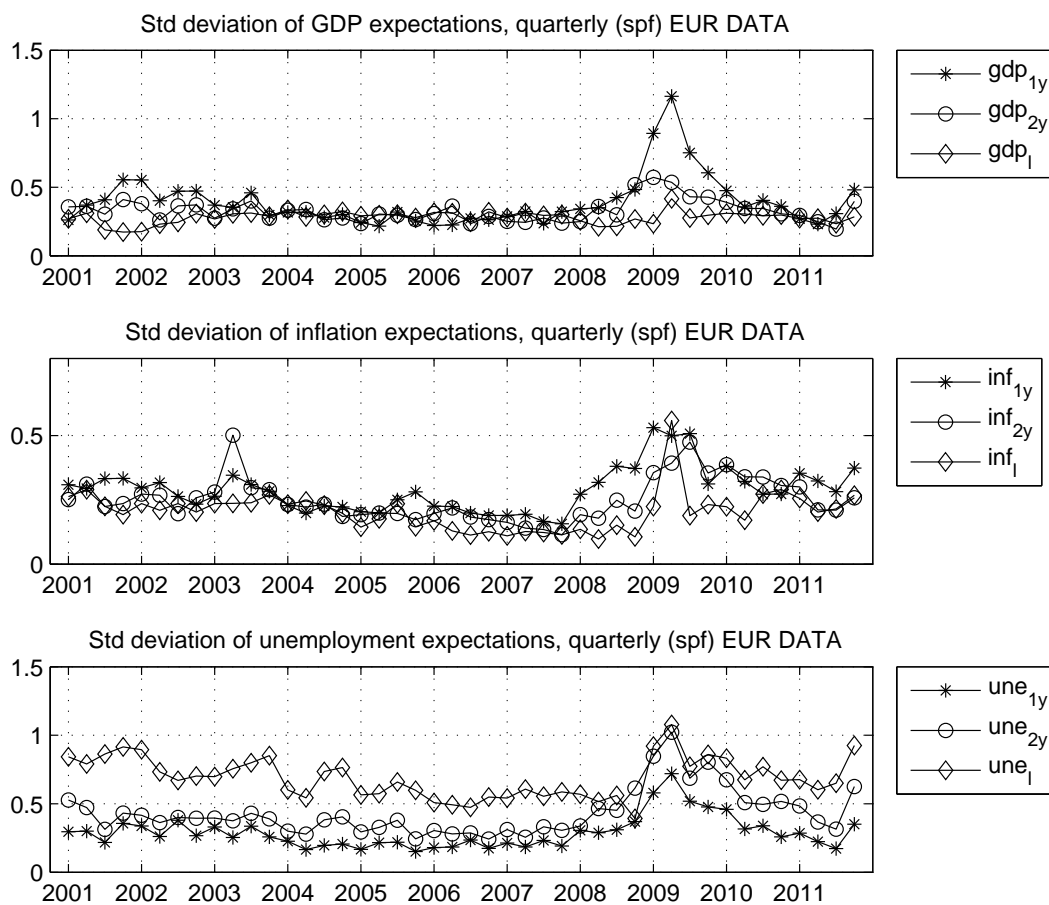 Std deviation of GDP expectations, quarterly (spf) EUR DATA
1.5
1
0.5
0
2001 2002 2003 2004 2005 2006 2007 2008 2009 2010 2011
gdp1y
gdp2y
gdpl
Std deviation of inflation expectations, quarterly (spf) EUR DATA
0.5
0
2001 2002 2003 2004 2005 2006 2007 2008 2009 2010 2011
inf1y
inf2y
infl
Std deviation of unemployment expectations, quarterly (spf) EUR DATA
1.5
1
0.5
0
2001 2002 2003 2004 2005 2006 2007 2008 2009 2010 2011
une1y
une2y
unel